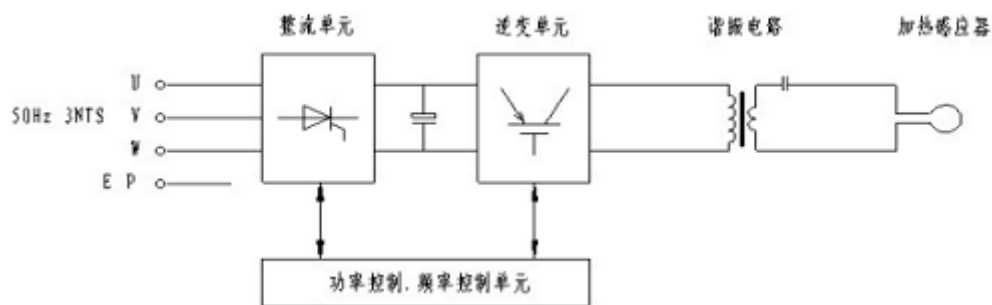 整流单元 逆变单元 谐振电路 加热感应器
U
50Hz 3NTS V
W
E P
功率控制.频率控制单元